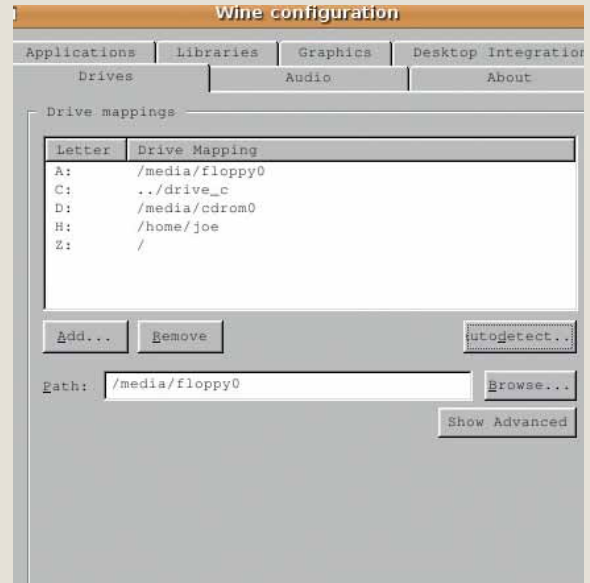 Wine configuration
Applications Libraries Graphics Desktop Integration
Drives Audio About
Drive mappings
Letter Drive Mapping
A: /media/floppy0
C: ../drive_c
D: /media/cdrom0
H: /home/joe
Z: /
Add... Remove utodetect..
Path: /media/floppy0 Browse...
Show Advanced